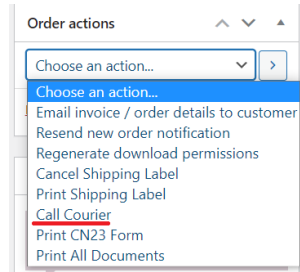 Order actions
Choose an action...
Choose an action...
Email invoice / order details to customer
Resend new order notification
Regenerate download permissions
Cancel Shipping Label
Print Shipping Label
Call Courier
Print CN23 Form
Print All Documents